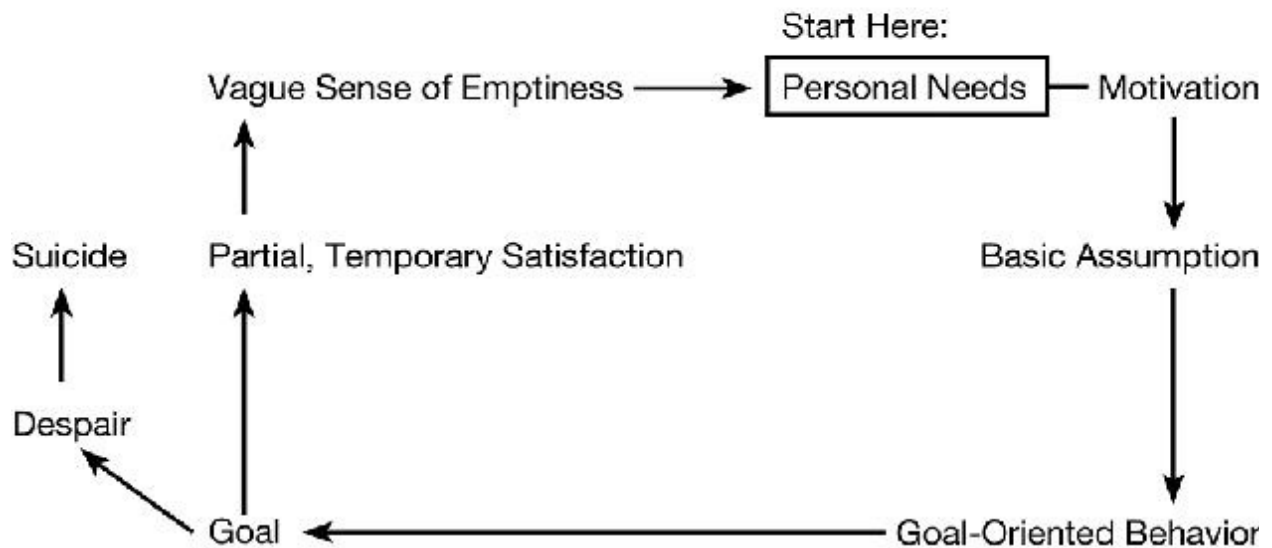 Start Here:
Vague Sense of Emptiness
Personal Needs
Motivation
Suicide
Partial, Temporary Satisfaction
Basic Assumption
Despair
Goal
Goal-Oriented Behavior